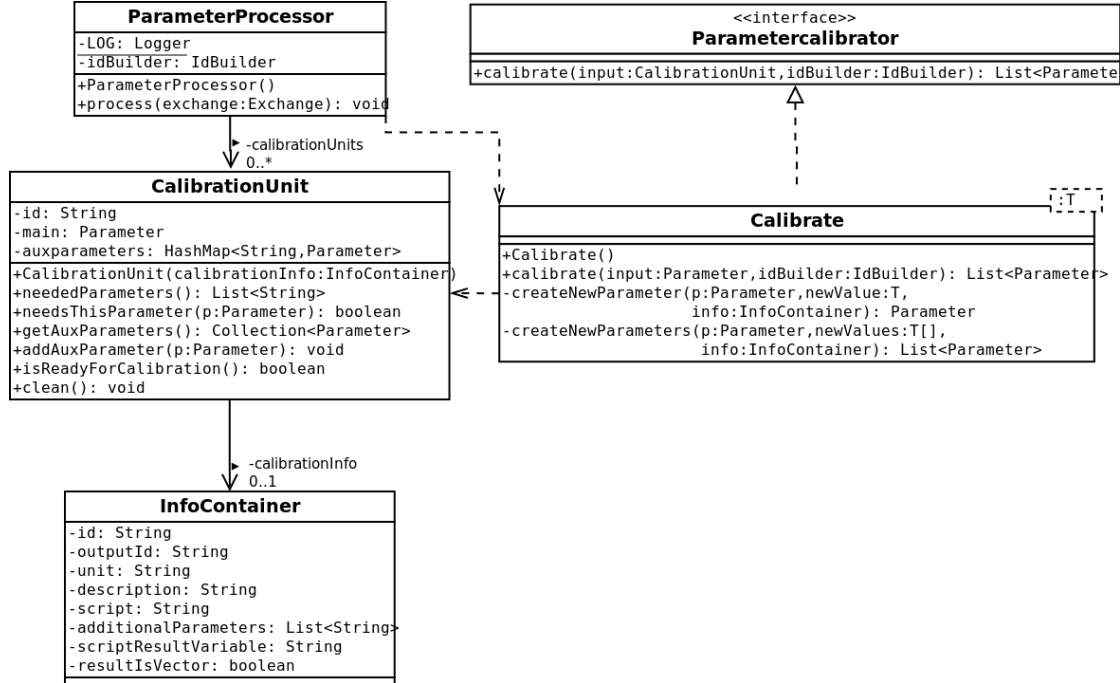 ParameterProcessor
-LOG: Logger
-idBuilder: IdBuilder
+ParameterProcessor()
+process(exchange:Exchange): void
<<interface>>
Parametercalibrator
+calibrate(input:CalibrationUnit,idBuilder:IdBuilder): List<Paramete
-calibrationUnits
0..*
CalibrationUnit
-id: String
-main: Parameter
-auxparameters: HashMap<String,Parameter>
+CalibrationUnit(calibrationInfo:InfoContainer)
+neededParameters(): List<String>
+needsThisParameter(p:Parameter): boolean
+getAuxParameters(): Collection<Parameter>
+addAuxParameter(p:Parameter): void
+isReadyForCalibration(): boolean
+clean(): void
:T
Calibrate
+Calibrate()
+calibrate(input:Parameter,idBuilder:IdBuilder): List<Parameter>
-createNewParameter(p:Parameter,newValue:T,
info:InfoContainer): Parameter
-createNewParameters(p:Parameter,newValues:T[],
info:InfoContainer): List<Parameter>
-calibrationInfo
0..1
InfoContainer
-id: String
-outputId: String
-unit: String
-description: String
-script: String
-additionalParameters: List<String>
-scriptResultVariable: String
-resultIsVector: boolean